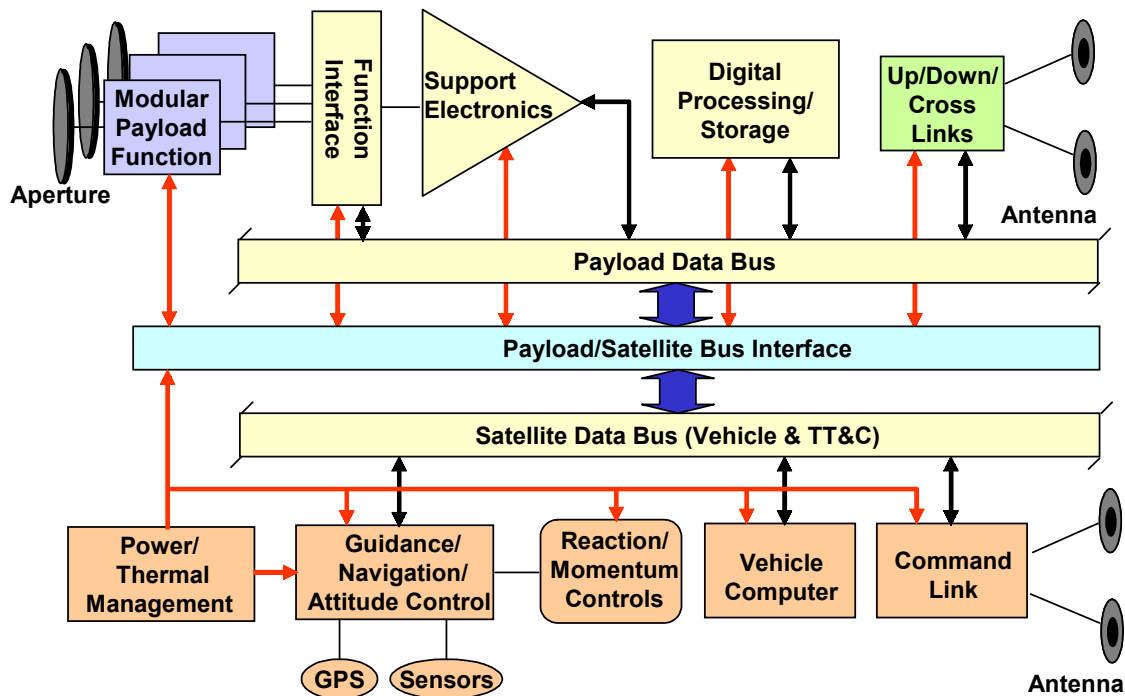 Modular
Payload
Function
Aperture
Function
Interface
Support
Electronics
Digital
Processing/
Storage
Up/Down/
Cross
Links
Antenna
Payload Data Bus
Payload/Satellite Bus Interface
Satellite Data Bus (Vehicle & TT&C)
Power/
Thermal
Management
Guidance/
Navigation/
Attitude Control
Reaction/
Momentum
Controls
Vehicle
Computer
Command
Link
GPS
Sensors
Antenna